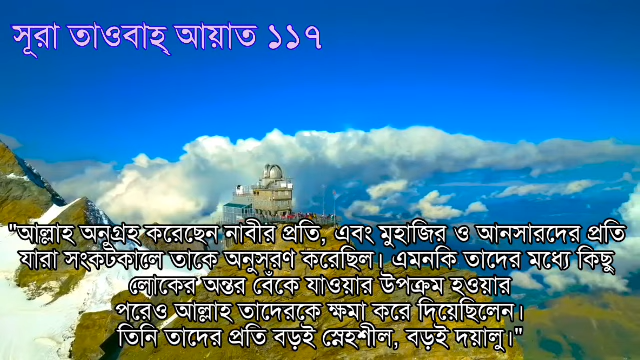 সূরা তাওবাহ্ আয়াত ১১৭
"আল্লাহ অনুগ্রহ করেছেন নাবীর প্রতি, এবং মুহাজির ও আনসারদের প্রতি
যারা সংকটকালে তাকে অনুসরণ করেছিল। এমনকি তাদের মধ্যে কিছু
লোকের অন্তর বেঁকে যাওয়ার উপক্রম হওয়ার
পরেও আল্লাহ তাদেরকে ক্ষমা করে দিয়েছিলেন।
তিনি তাদের প্রতি বড়ই স্নেহশীল, বড়ই দয়ালু।"